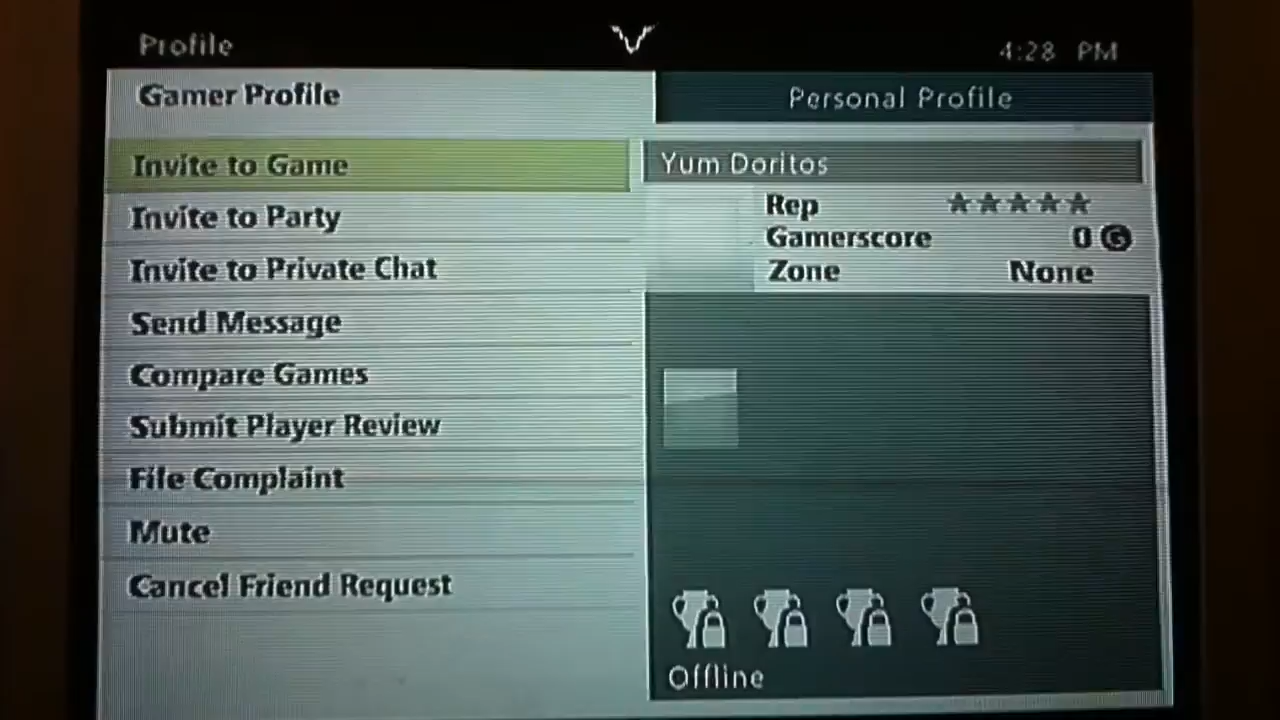 Profile
4:28 PM
Gamer Profile
Personal Profile
Invite to Game
Invite to Party
Invite to Private Chat
Send Message
Compare Games
Submit Player Review
File Complaint
Mute
Cancel Friend Request
Yum Doritos
Rep ★★★★★
Gamerscore 0 G
Zone None
Offline